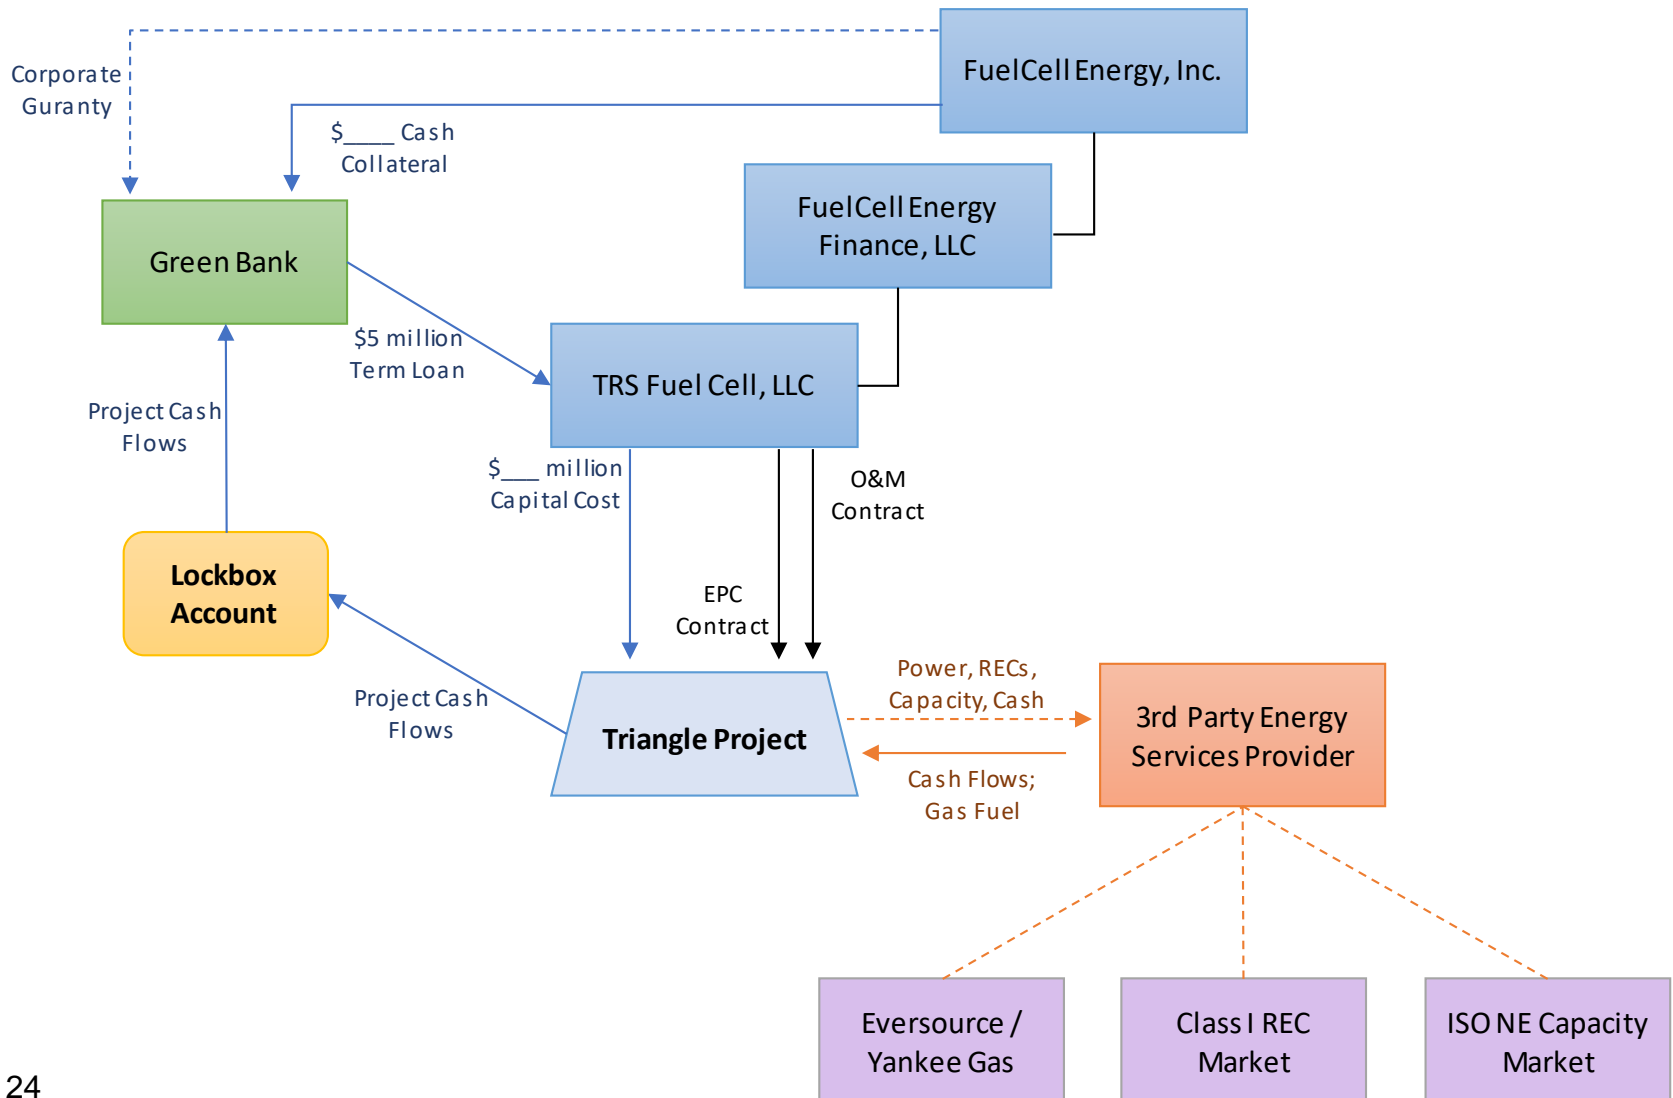 FuelCell Energy, Inc.
Corporate
Guranty
$____ Cash
Collateral
FuelCell Energy
Finance, LLC
Green Bank
$5 million
Term Loan
TRS Fuel Cell, LLC
Project Cash
Flows
$___ million
Capital Cost
O&M
Contract
Lockbox
Account
EPC
Contract
Project Cash
Flows
Triangle Project
Power, RECs,
Capacity, Cash
Cash Flows;
Gas Fuel
3rd Party Energy
Services Provider
Eversource /
Yankee Gas
Class I REC
Market
ISO NE Capacity
Market
24